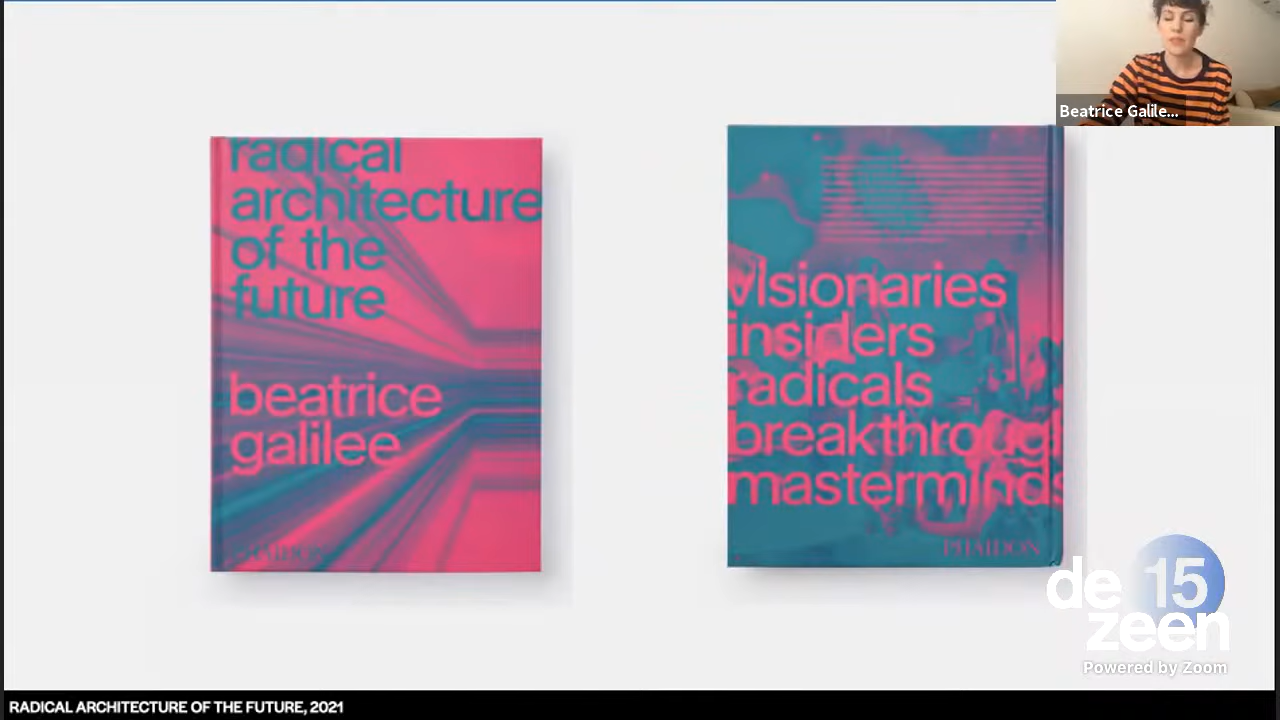 radical
architecture
of the
future
beatrice
galilee
PHAIDON
visionaries
insiders
radicals
breakthroug
masterminds
PHAIDON
Beatrice Galile...
de 15
zeen
Powered by Zoom
RADICAL ARCHITECTURE OF THE FUTURE, 2021